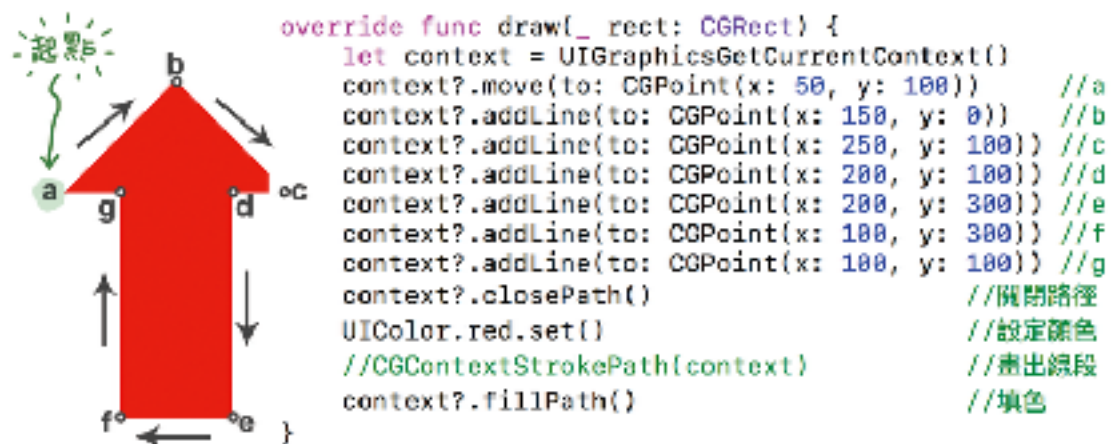 起點
b
a
g
d
c
f
e
override func draw(_ rect: CGRect) {
let context = UIGraphicsGetCurrentContext()
context?.move(to: CGPoint(x: 50, y: 100)) //a
context?.addLine(to: CGPoint(x: 150, y: 0)) //b
context?.addLine(to: CGPoint(x: 250, y: 100)) //c
context?.addLine(to: CGPoint(x: 200, y: 100)) //d
context?.addLine(to: CGPoint(x: 200, y: 300)) //e
context?.addLine(to: CGPoint(x: 100, y: 300)) //f
context?.addLine(to: CGPoint(x: 100, y: 100)) //g
context?.closePath() //關閉路徑
UIColor.red.set() //設定顏色
//CGContextStrokePath(context) //畫出線段
context?.fillPath() //填色
}